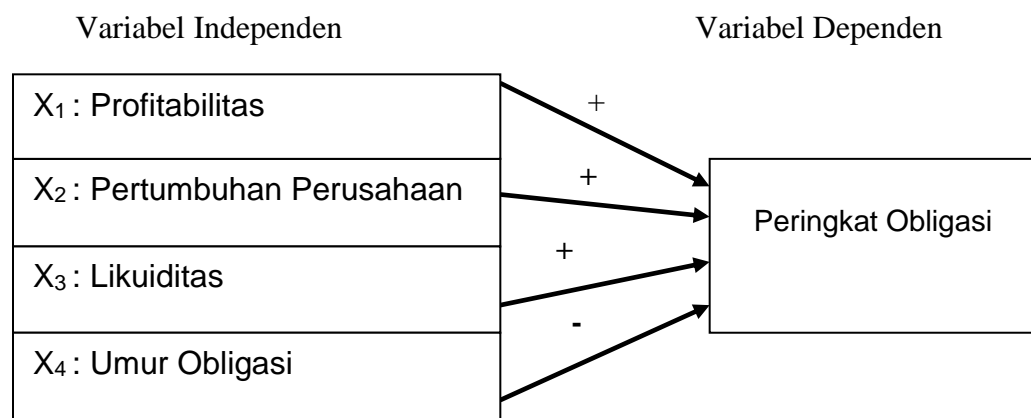 Variabel Independen Variabel Dependen
X₁ : Profitabilitas
+
X₂ : Pertumbuhan Perusahaan
+
Peringkat Obligasi
X₃ : Likuiditas
+
-
X₄ : Umur Obligasi